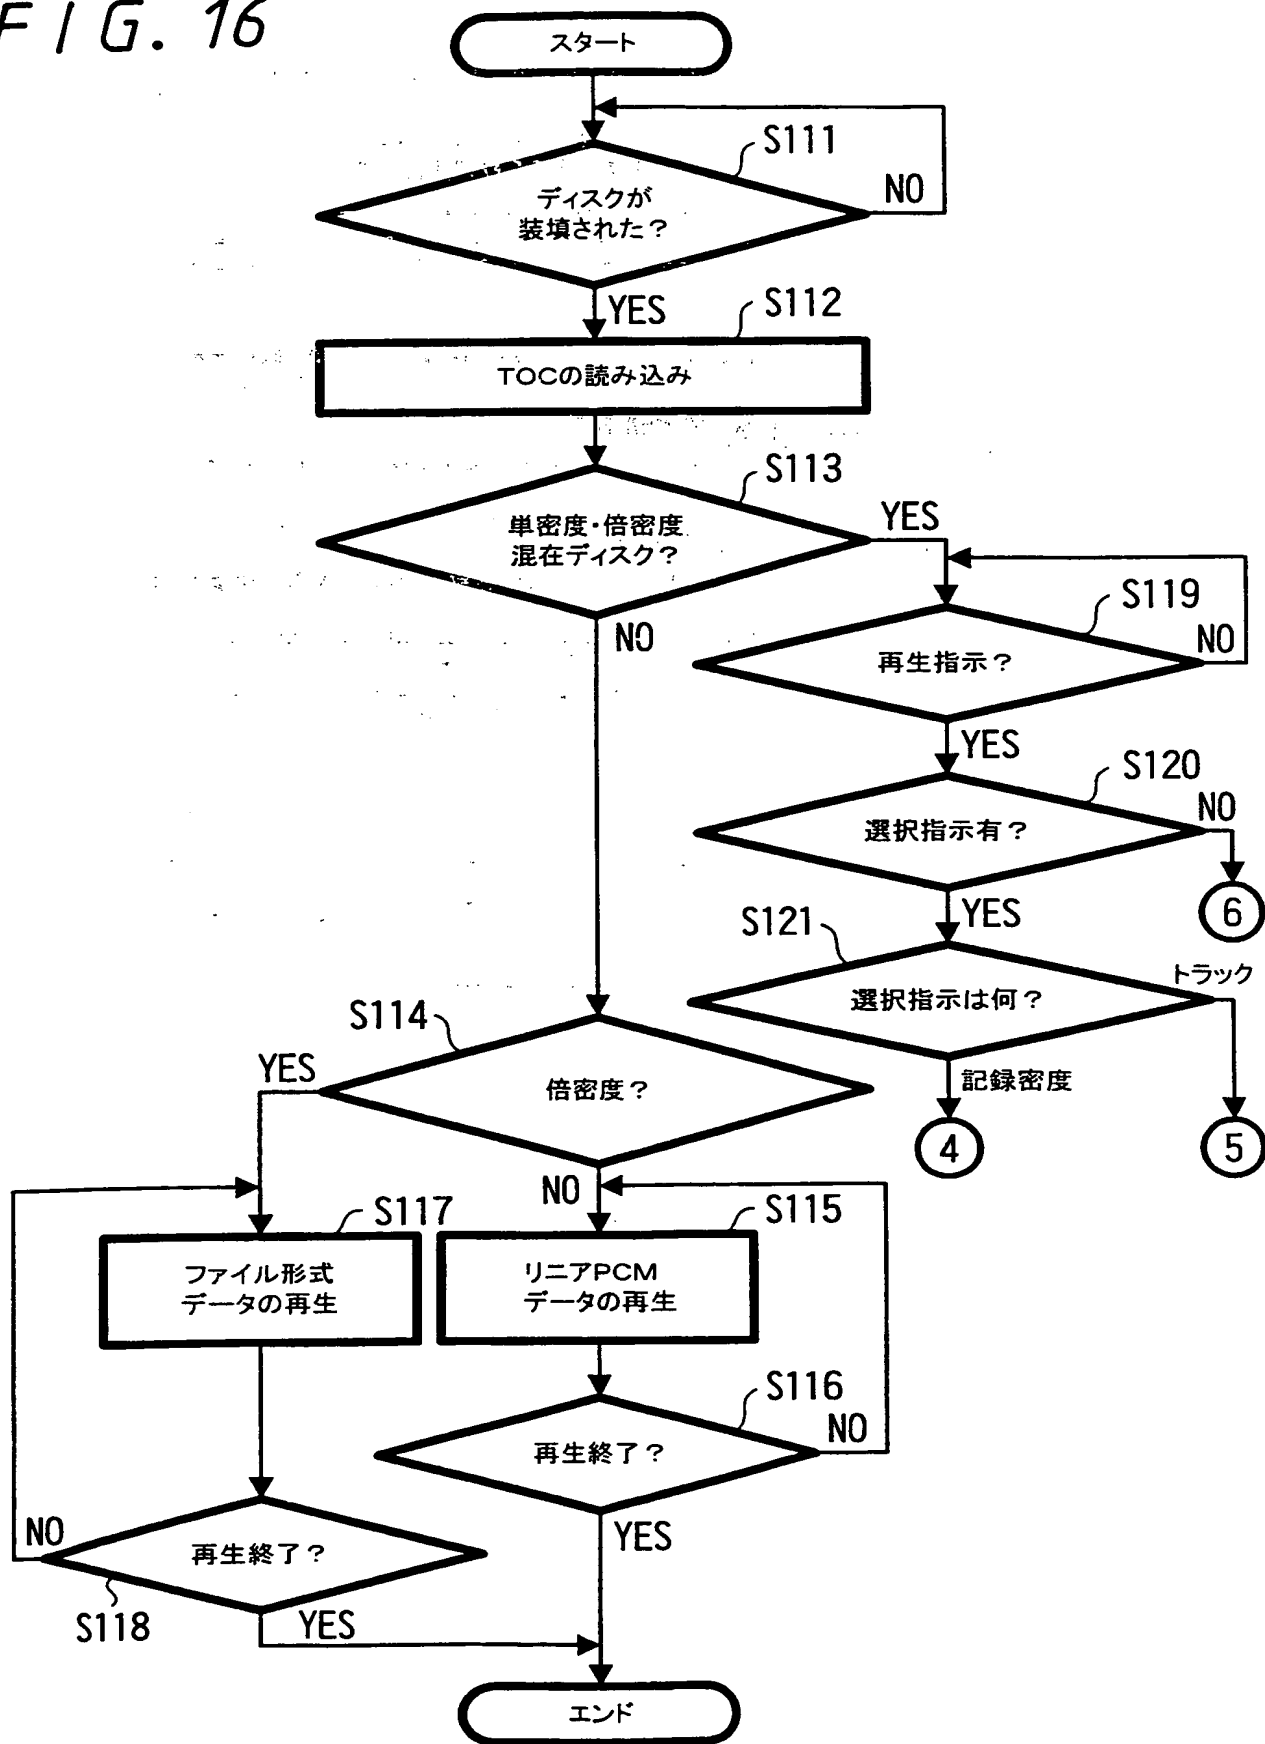 FIG. 16
スタート
S111
ディスクが
装填された?
NO
YES
S112
TOCの読み込み
S113
単密度・倍密度
混在ディスク?
YES
NO
S119
再生指示?
NO
YES
S120
選択指示有?
NO
6
YES
S121
選択指示は何?
トラック
記録密度
4
5
S114
倍密度?
YES
NO
S117
ファイル形式
データの再生
S115
リニアPCM
データの再生
S116
再生終了?
NO
YES
再生終了?
NO
S118
YES
エンド